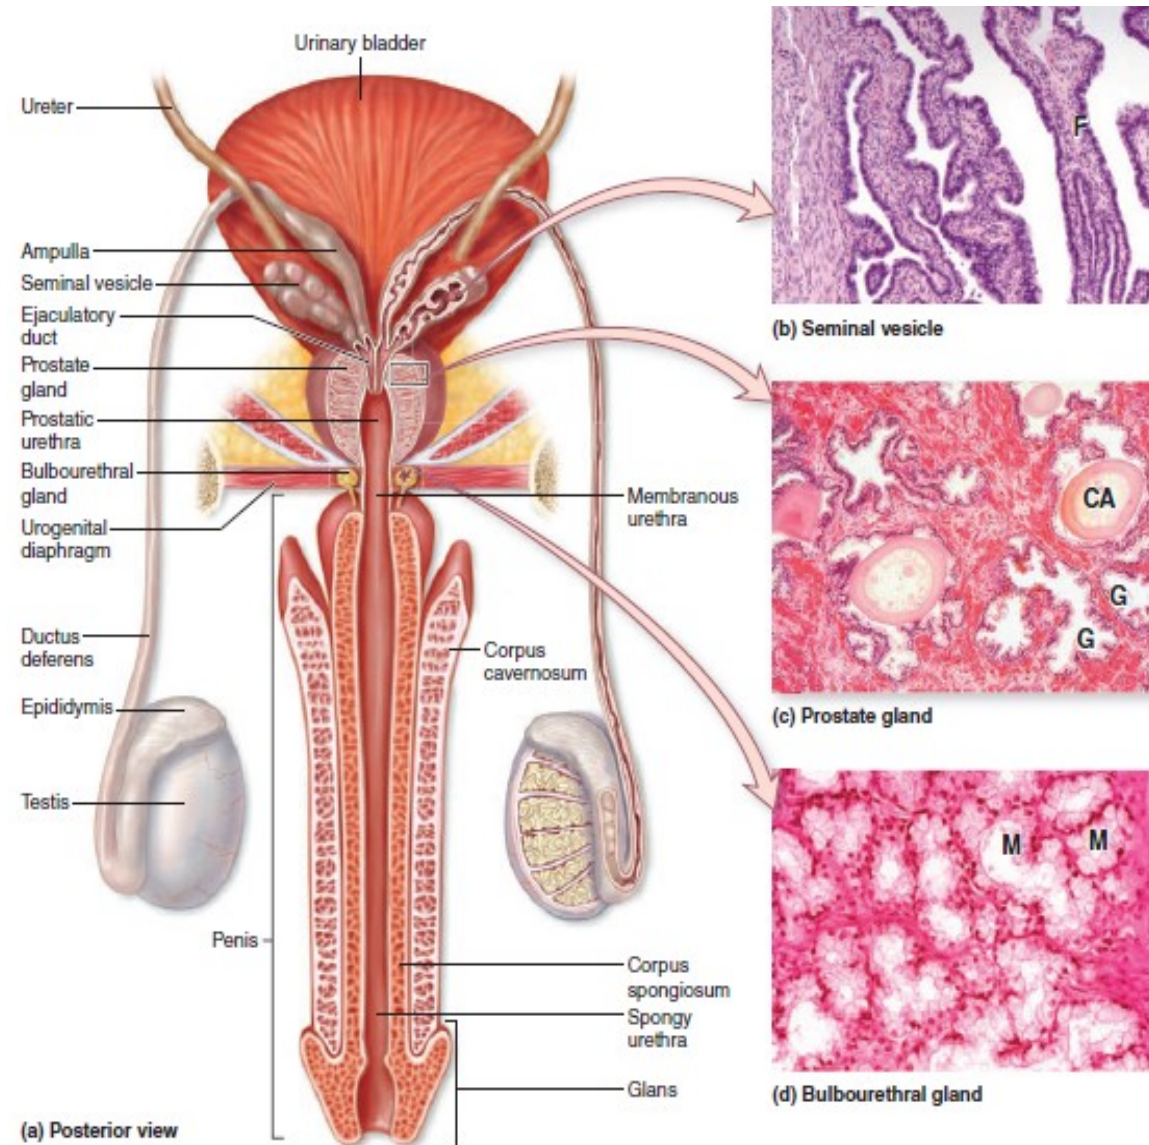 Urinary bladder
Ureter
Ampulla
Seminal vesicle
Ejaculatory
duct
Prostate
gland
Prostatic
urethra
Bulbourethral
gland
Urogenital
diaphragm
Membranous
urethra
Ductus
deferens
Corpus
cavernosum
Epididymis
Testis
Penis
Corpus
spongiosum
Spongy
urethra
Glans
(a) Posterior view
F
(b) Seminal vesicle
CA
G
G
(c) Prostate gland
M
M
(d) Bulbourethral gland